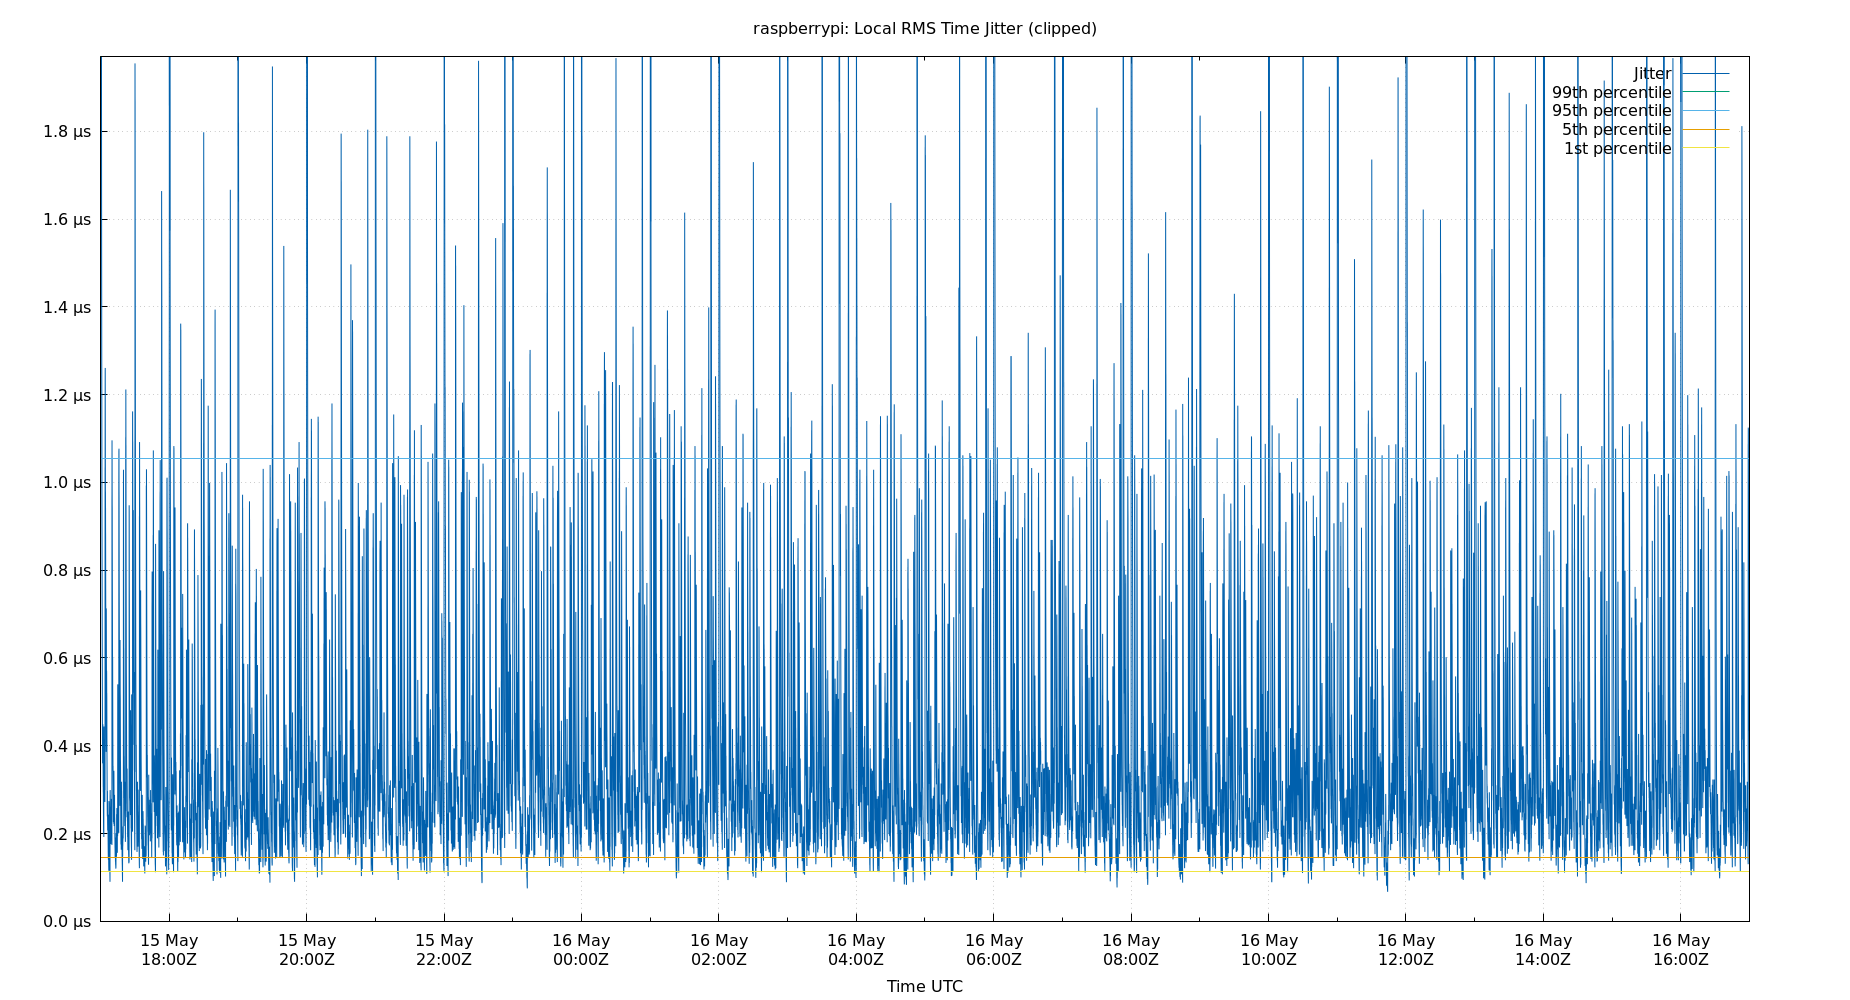 raspberrypi: Local RMS Time Jitter (clipped)
Jitter
99th percentile
95th percentile
5th percentile
1st percentile
1.8 µs
1.6 µs
1.4 µs
1.2 µs
1.0 µs
0.8 µs
0.6 µs
0.4 µs
0.2 µs
0.0 µs
15 May 15 May 15 May 16 May 16 May 16 May 16 May 16 May 16 May 16 May 16 May 16 May
18:00Z 20:00Z 22:00Z 00:00Z 02:00Z 04:00Z 06:00Z 08:00Z 10:00Z 12:00Z 14:00Z 16:00Z
Time UTC